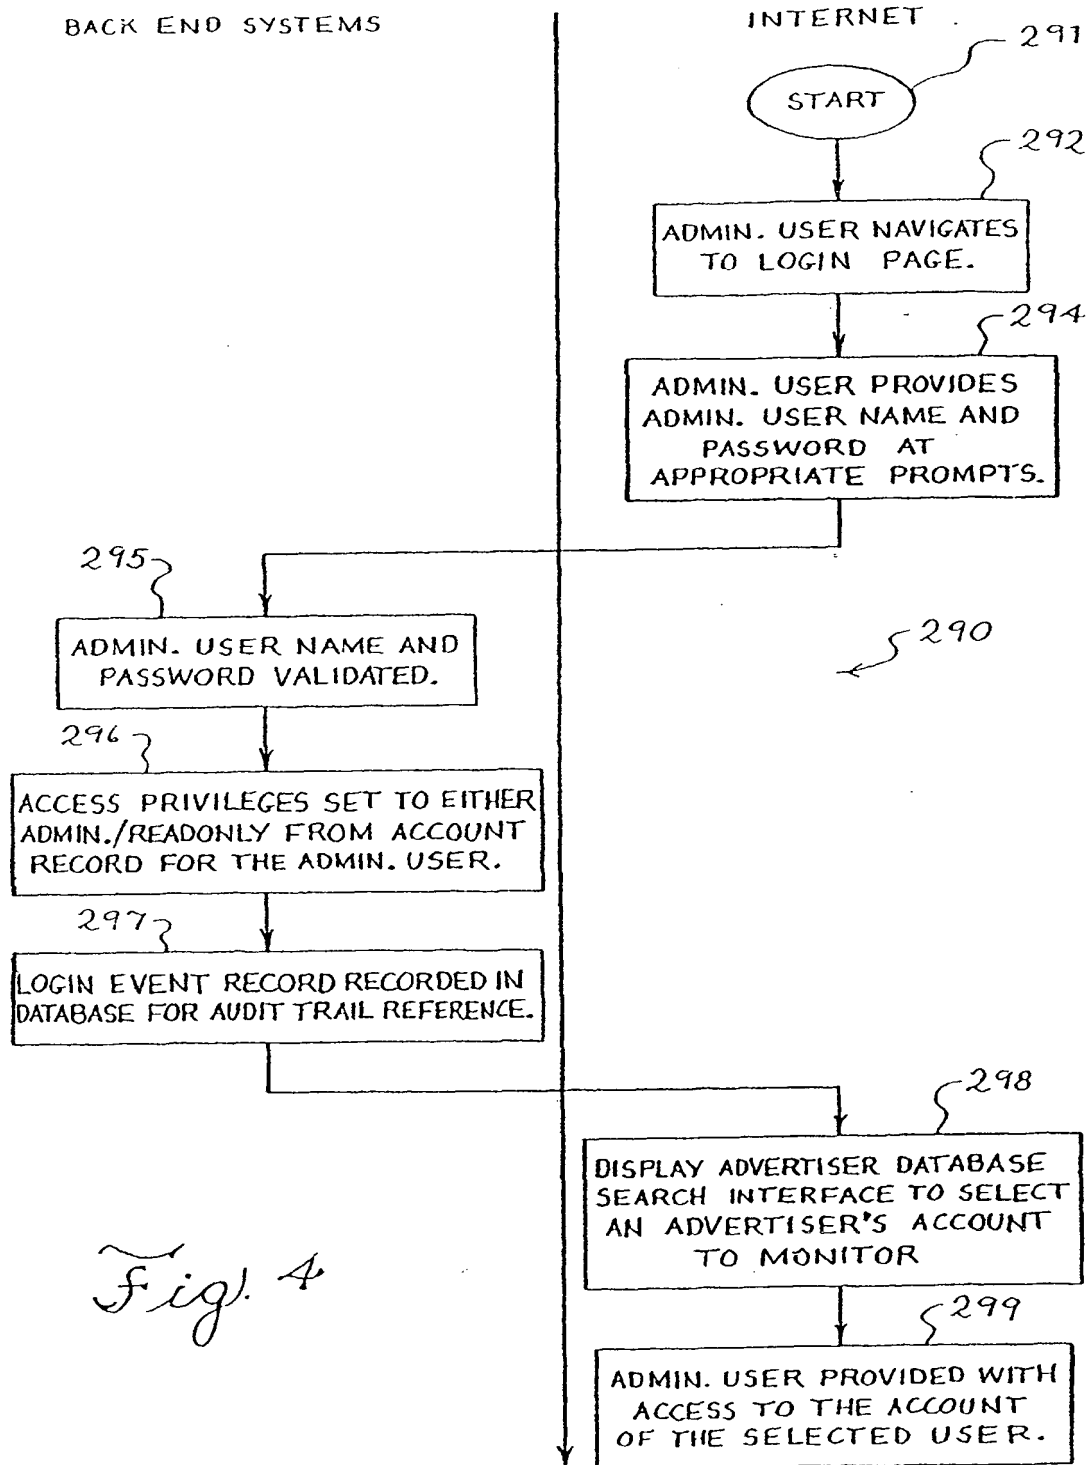 BACK END SYSTEMS
INTERNET
291
START
292
ADMIN. USER NAVIGATES
TO LOGIN PAGE.
294
ADMIN. USER PROVIDES
ADMIN. USER NAME AND
PASSWORD AT
APPROPRIATE PROMPTS.
295
ADMIN. USER NAME AND
PASSWORD VALIDATED.
290
296
ACCESS PRIVILEGES SET TO EITHER
ADMIN./READONLY FROM ACCOUNT
RECORD FOR THE ADMIN. USER.
297
LOGIN EVENT RECORD RECORDED IN
DATABASE FOR AUDIT TRAIL REFERENCE.
298
DISPLAY ADVERTISER DATABASE
SEARCH INTERFACE TO SELECT
AN ADVERTISER'S ACCOUNT
TO MONITOR
299
ADMIN. USER PROVIDED WITH
ACCESS TO THE ACCOUNT
OF THE SELECTED USER.
Fig. 4